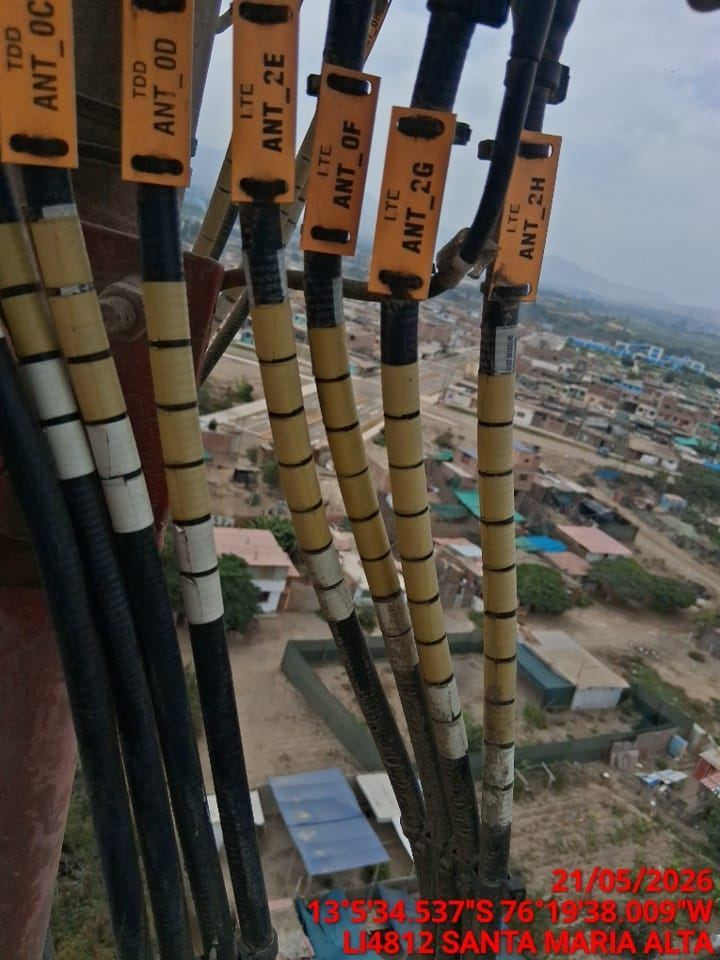 TDD
ANT_0C
TDD
ANT_0D
LTE
ANT_2E
LTE
ANT_0F
LTE
ANT_2G
LTE
ANT_2H
21/05/2026
13°5'34.537"S 76°19'38.009"W
LI4812 SANTA MARIA ALTA